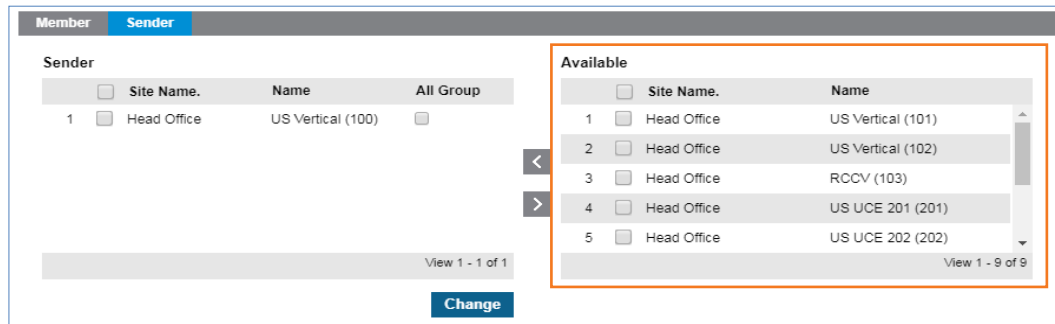 Member Sender
Sender
Site Name. Name All Group
1 Head Office US Vertical (100)
View 1 - 1 of 1
Change
Available
Site Name. Name
1 Head Office US Vertical (101)
2 Head Office US Vertical (102)
3 Head Office RCCV (103)
4 Head Office US UCE 201 (201)
5 Head Office US UCE 202 (202)
View 1 - 9 of 9